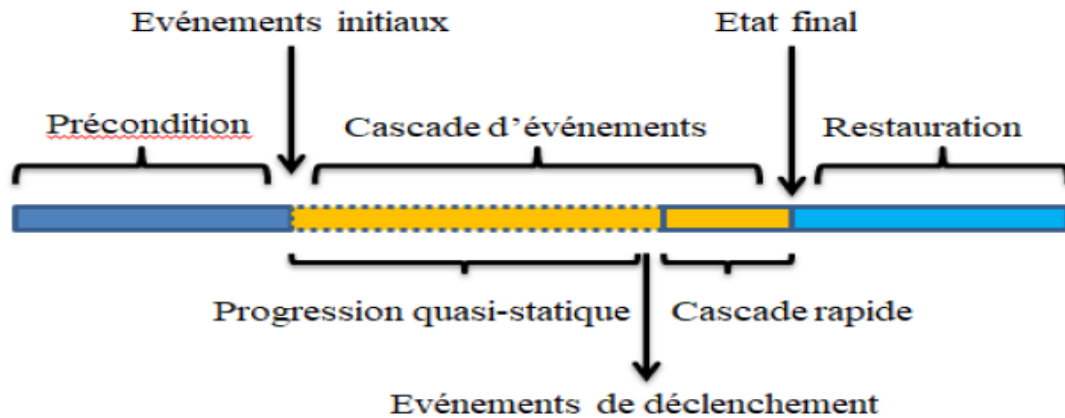 Evénements initiaux
Etat final
Précondition
Cascade d’événements
Restauration
Progression quasi-statique
Cascade rapide
Evénements de déclenchement